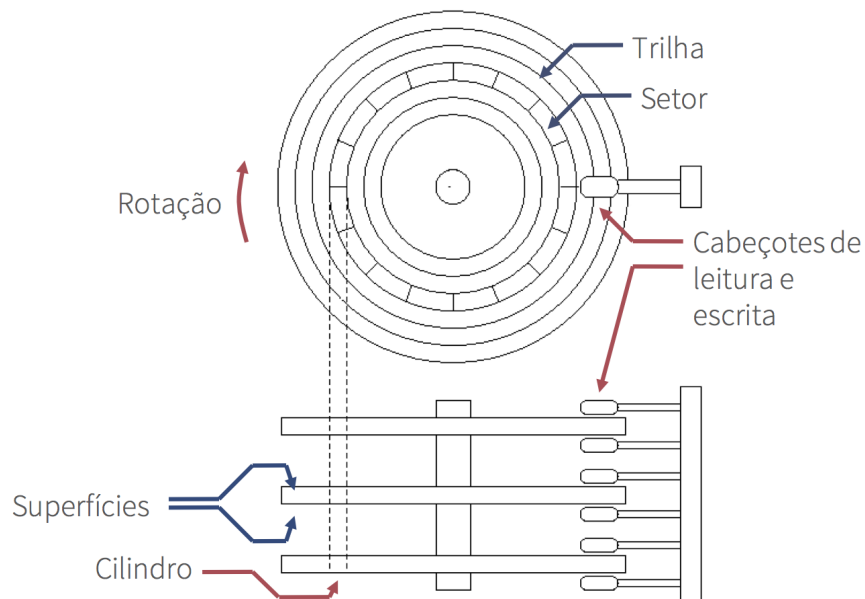 Trilha
Setor
Rotação
Cabeçotes de
leitura e
escrita
Superfícies
Cilindro